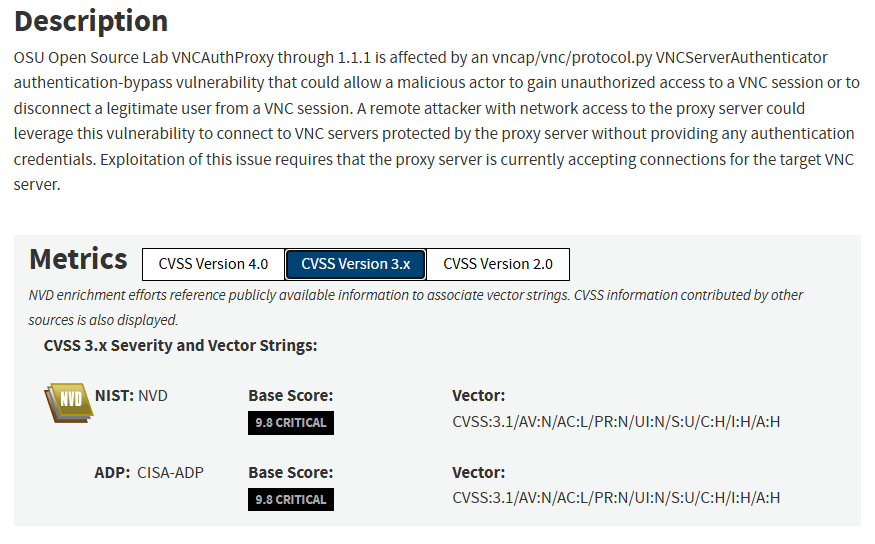 Description
OSU Open Source Lab VNCAuthProxy through 1.1.1 is affected by an vncap/vnc/protocol.py VNCServerAuthenticator
authentication-bypass vulnerability that could allow a malicious actor to gain unauthorized access to a VNC session or to
disconnect a legitimate user from a VNC session. A remote attacker with network access to the proxy server could
leverage this vulnerability to connect to VNC servers protected by the proxy server without providing any authentication
credentials. Exploitation of this issue requires that the proxy server is currently accepting connections for the target VNC
server.
Metrics CVSS Version 4.0 CVSS Version 3.x CVSS Version 2.0
NVD enrichment efforts reference publicly available information to associate vector strings. CVSS information contributed by other
sources is also displayed.
CVSS 3.x Severity and Vector Strings:
NVD NIST: NVD Base Score: Vector:
9.8 CRITICAL CVSS:3.1/AV:N/AC:L/PR:N/UI:N/S:U/C:H/I:H/A:H
ADP: CISA-ADP Base Score: Vector:
9.8 CRITICAL CVSS:3.1/AV:N/AC:L/PR:N/UI:N/S:U/C:H/I:H/A:H